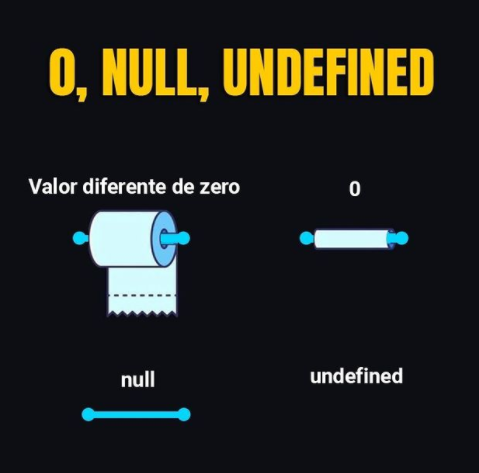 0, NULL, UNDEFINED
Valor diferente de zero
0
null
undefined